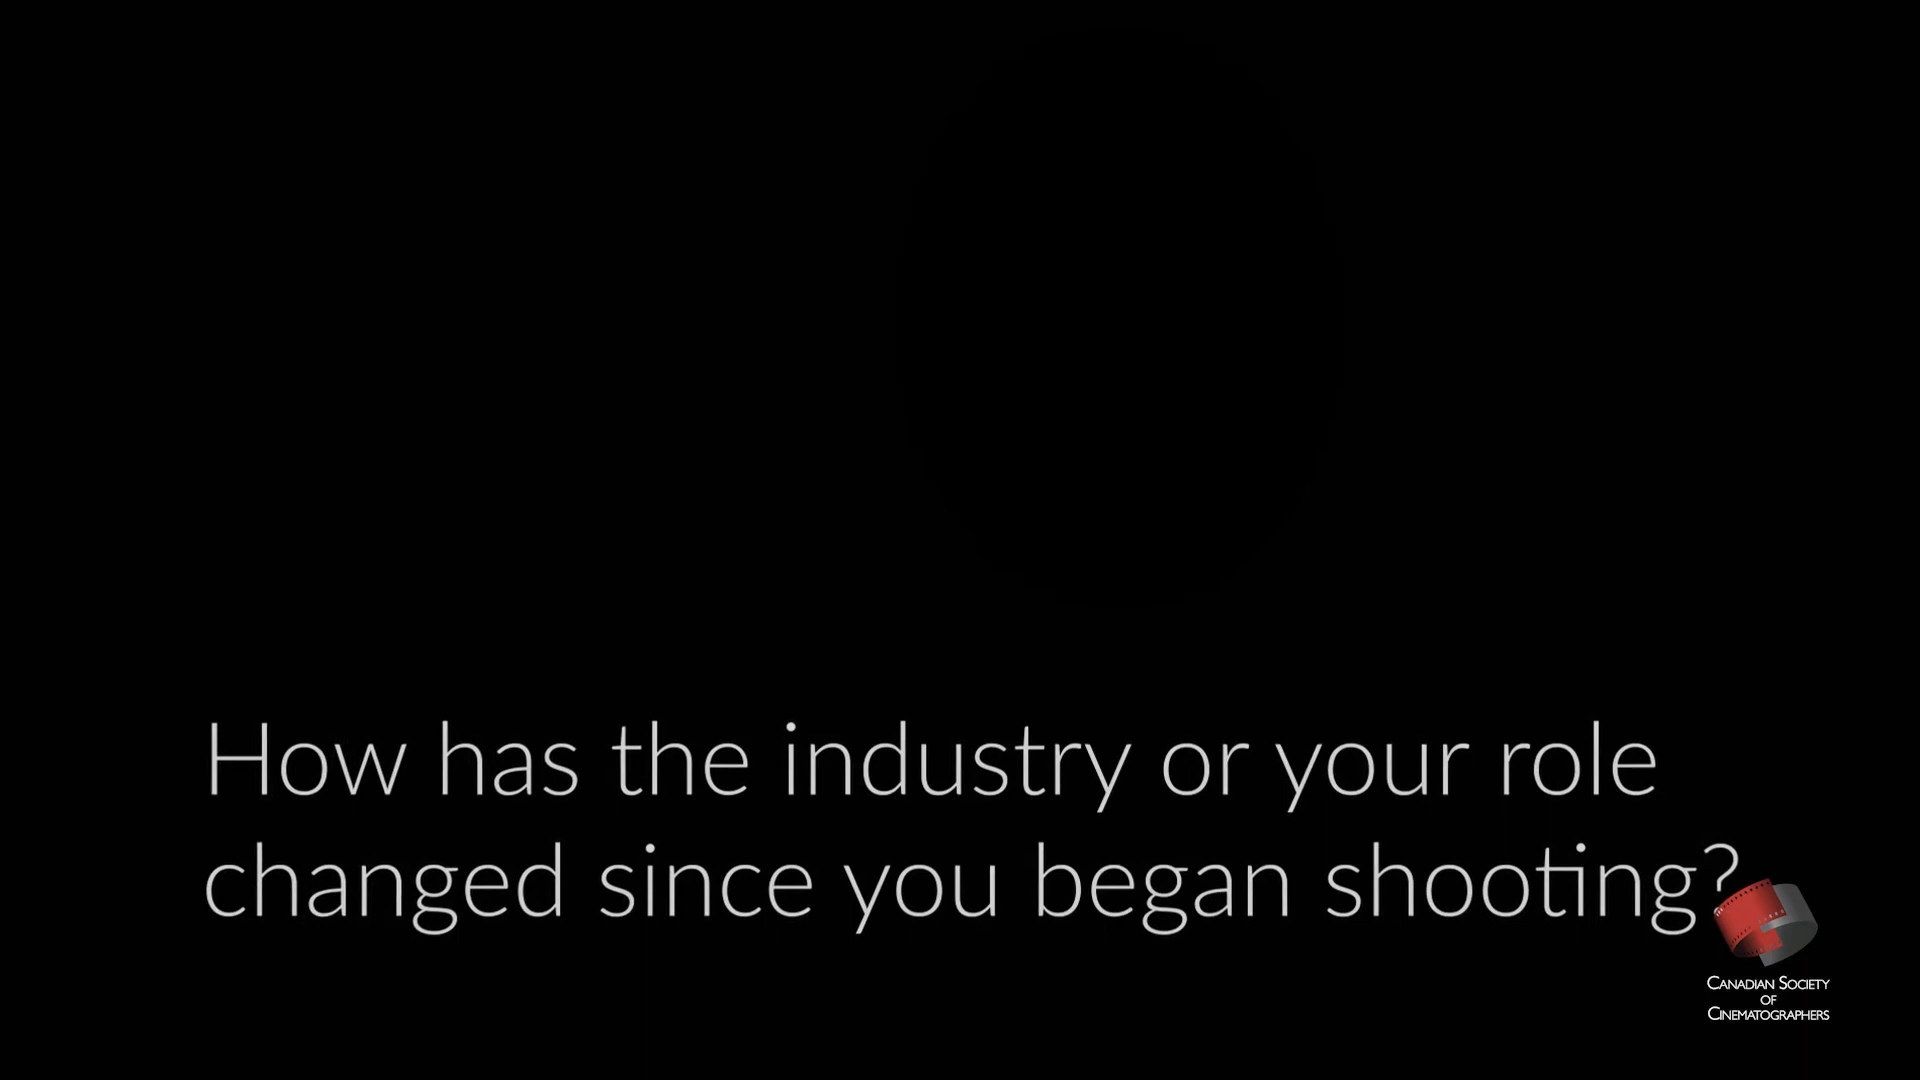 How has the industry or your role
changed since you began shooting?
CANADIAN SOCIETY
OF
CINEMATOGRAPHERS